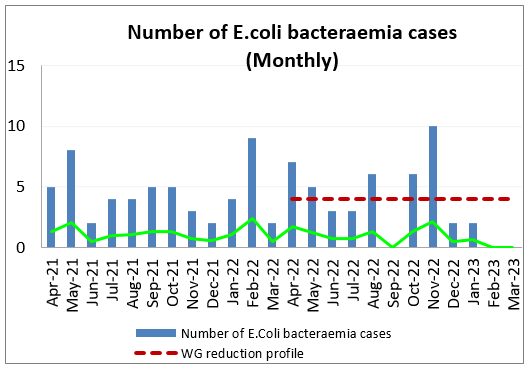 Number of E.coli bacteraemia cases
(Monthly)
15
10
5
0
Apr-21
May-21
Jun-21
Jul-21
Aug-21
Sep-21
Oct-21
Nov-21
Dec-21
Jan-22
Feb-22
Mar-22
Apr-22
May-22
Jun-22
Jul-22
Aug-22
Sep-22
Oct-22
Nov-22
Dec-22
Jan-23
Feb-23
Mar-23
Number of E.Coli bacteraemia cases
WG reduction profile